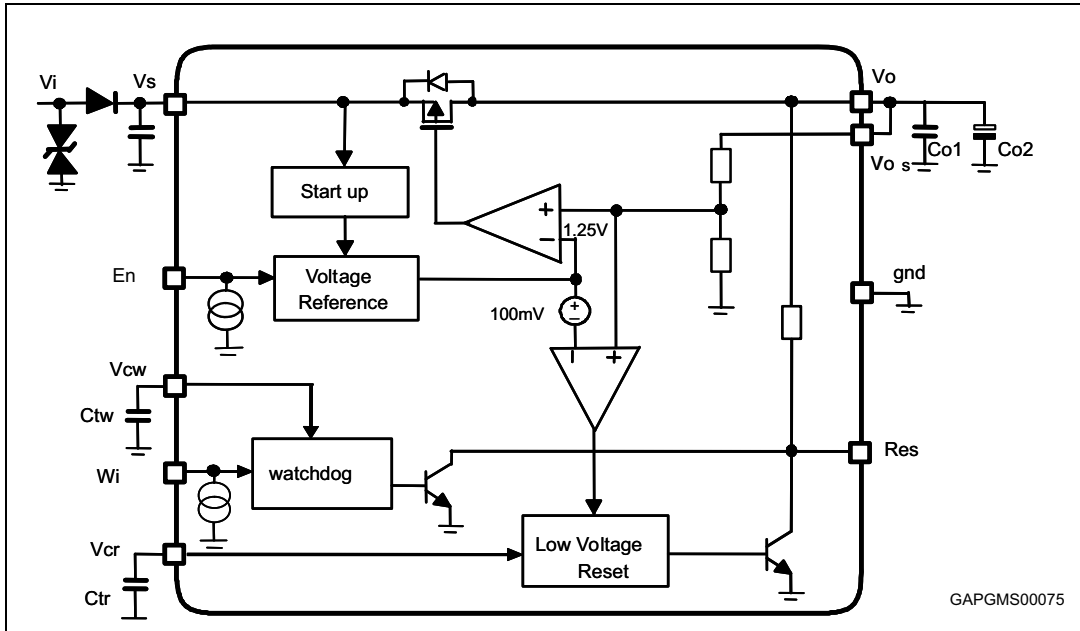 Vi
Vs
Vo
Co1
Co2
Vo s
Start up
+
1.25V
−
En
Voltage
Reference
gnd
100mV
+
−
− +
Vcw
Ctw
Res
Wi
watchdog
Vcr
Low Voltage
Reset
Ctr
GAPGMS00075